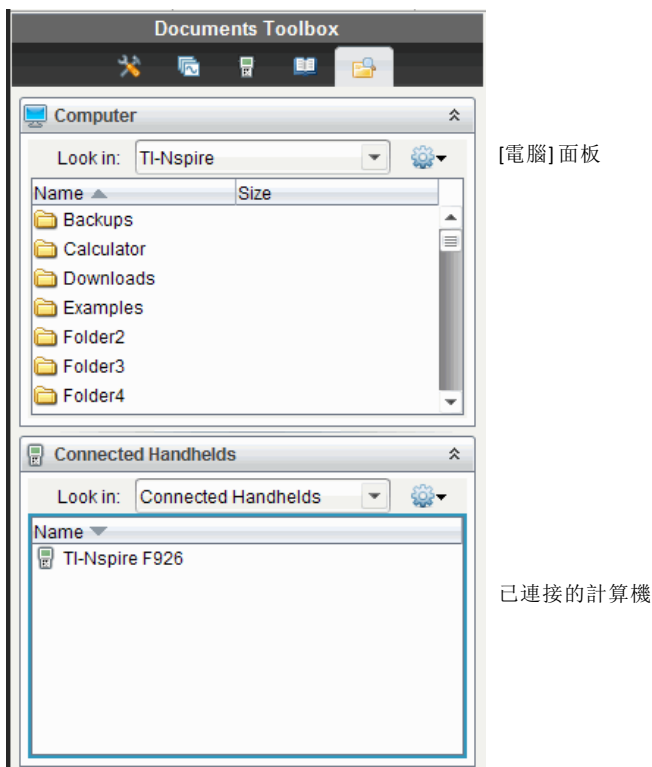 Documents Toolbox
Computer
Look in: TI-Nspire
Name Size
Backups
Calculator
Downloads
Examples
Folder2
Folder3
Folder4
[電腦] 面板
Connected Handhelds
Look in: Connected Handhelds
Name
TI-Nspire F926
已連接的計算機